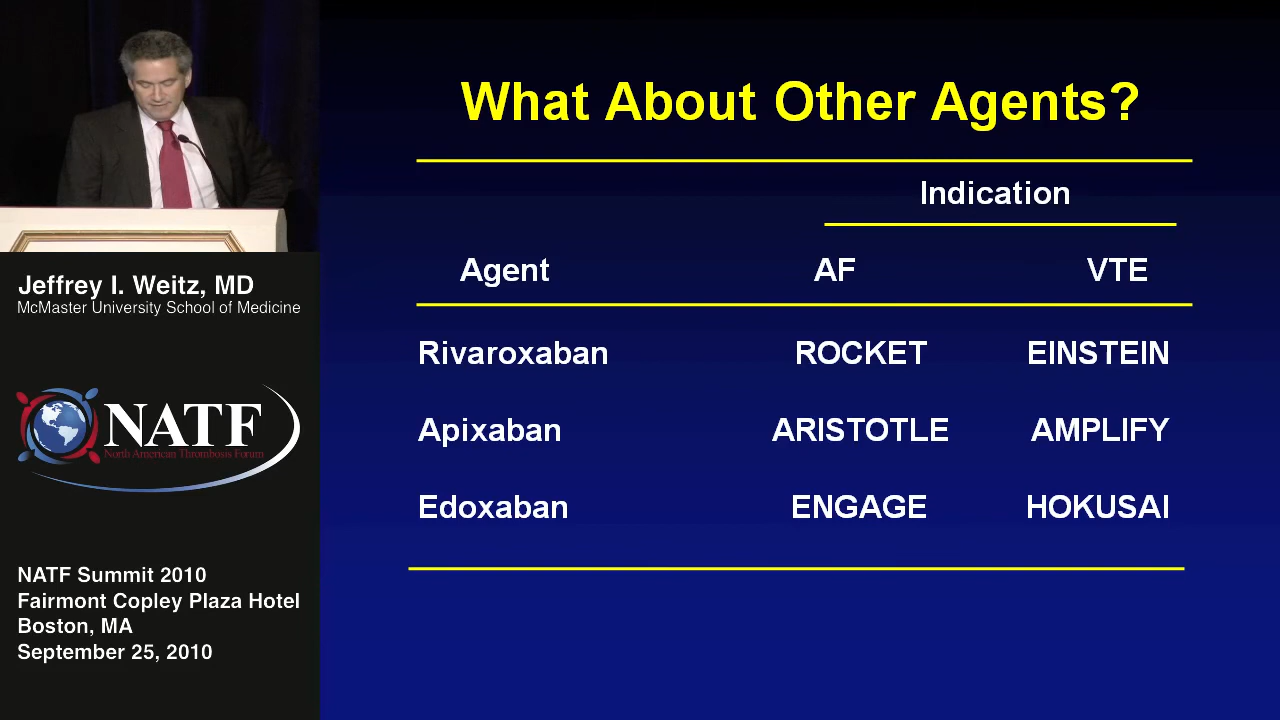 What About Other Agents?
Indication
Agent AF VTE
Rivaroxaban ROCKET EINSTEIN
Apixaban ARISTOTLE AMPLIFY
Edoxaban ENGAGE HOKUSAI
Jeffrey I. Weitz, MD
McMaster University School of Medicine
NATF
North American Thrombosis Forum
NATF Summit 2010
Fairmont Copley Plaza Hotel
Boston, MA
September 25, 2010